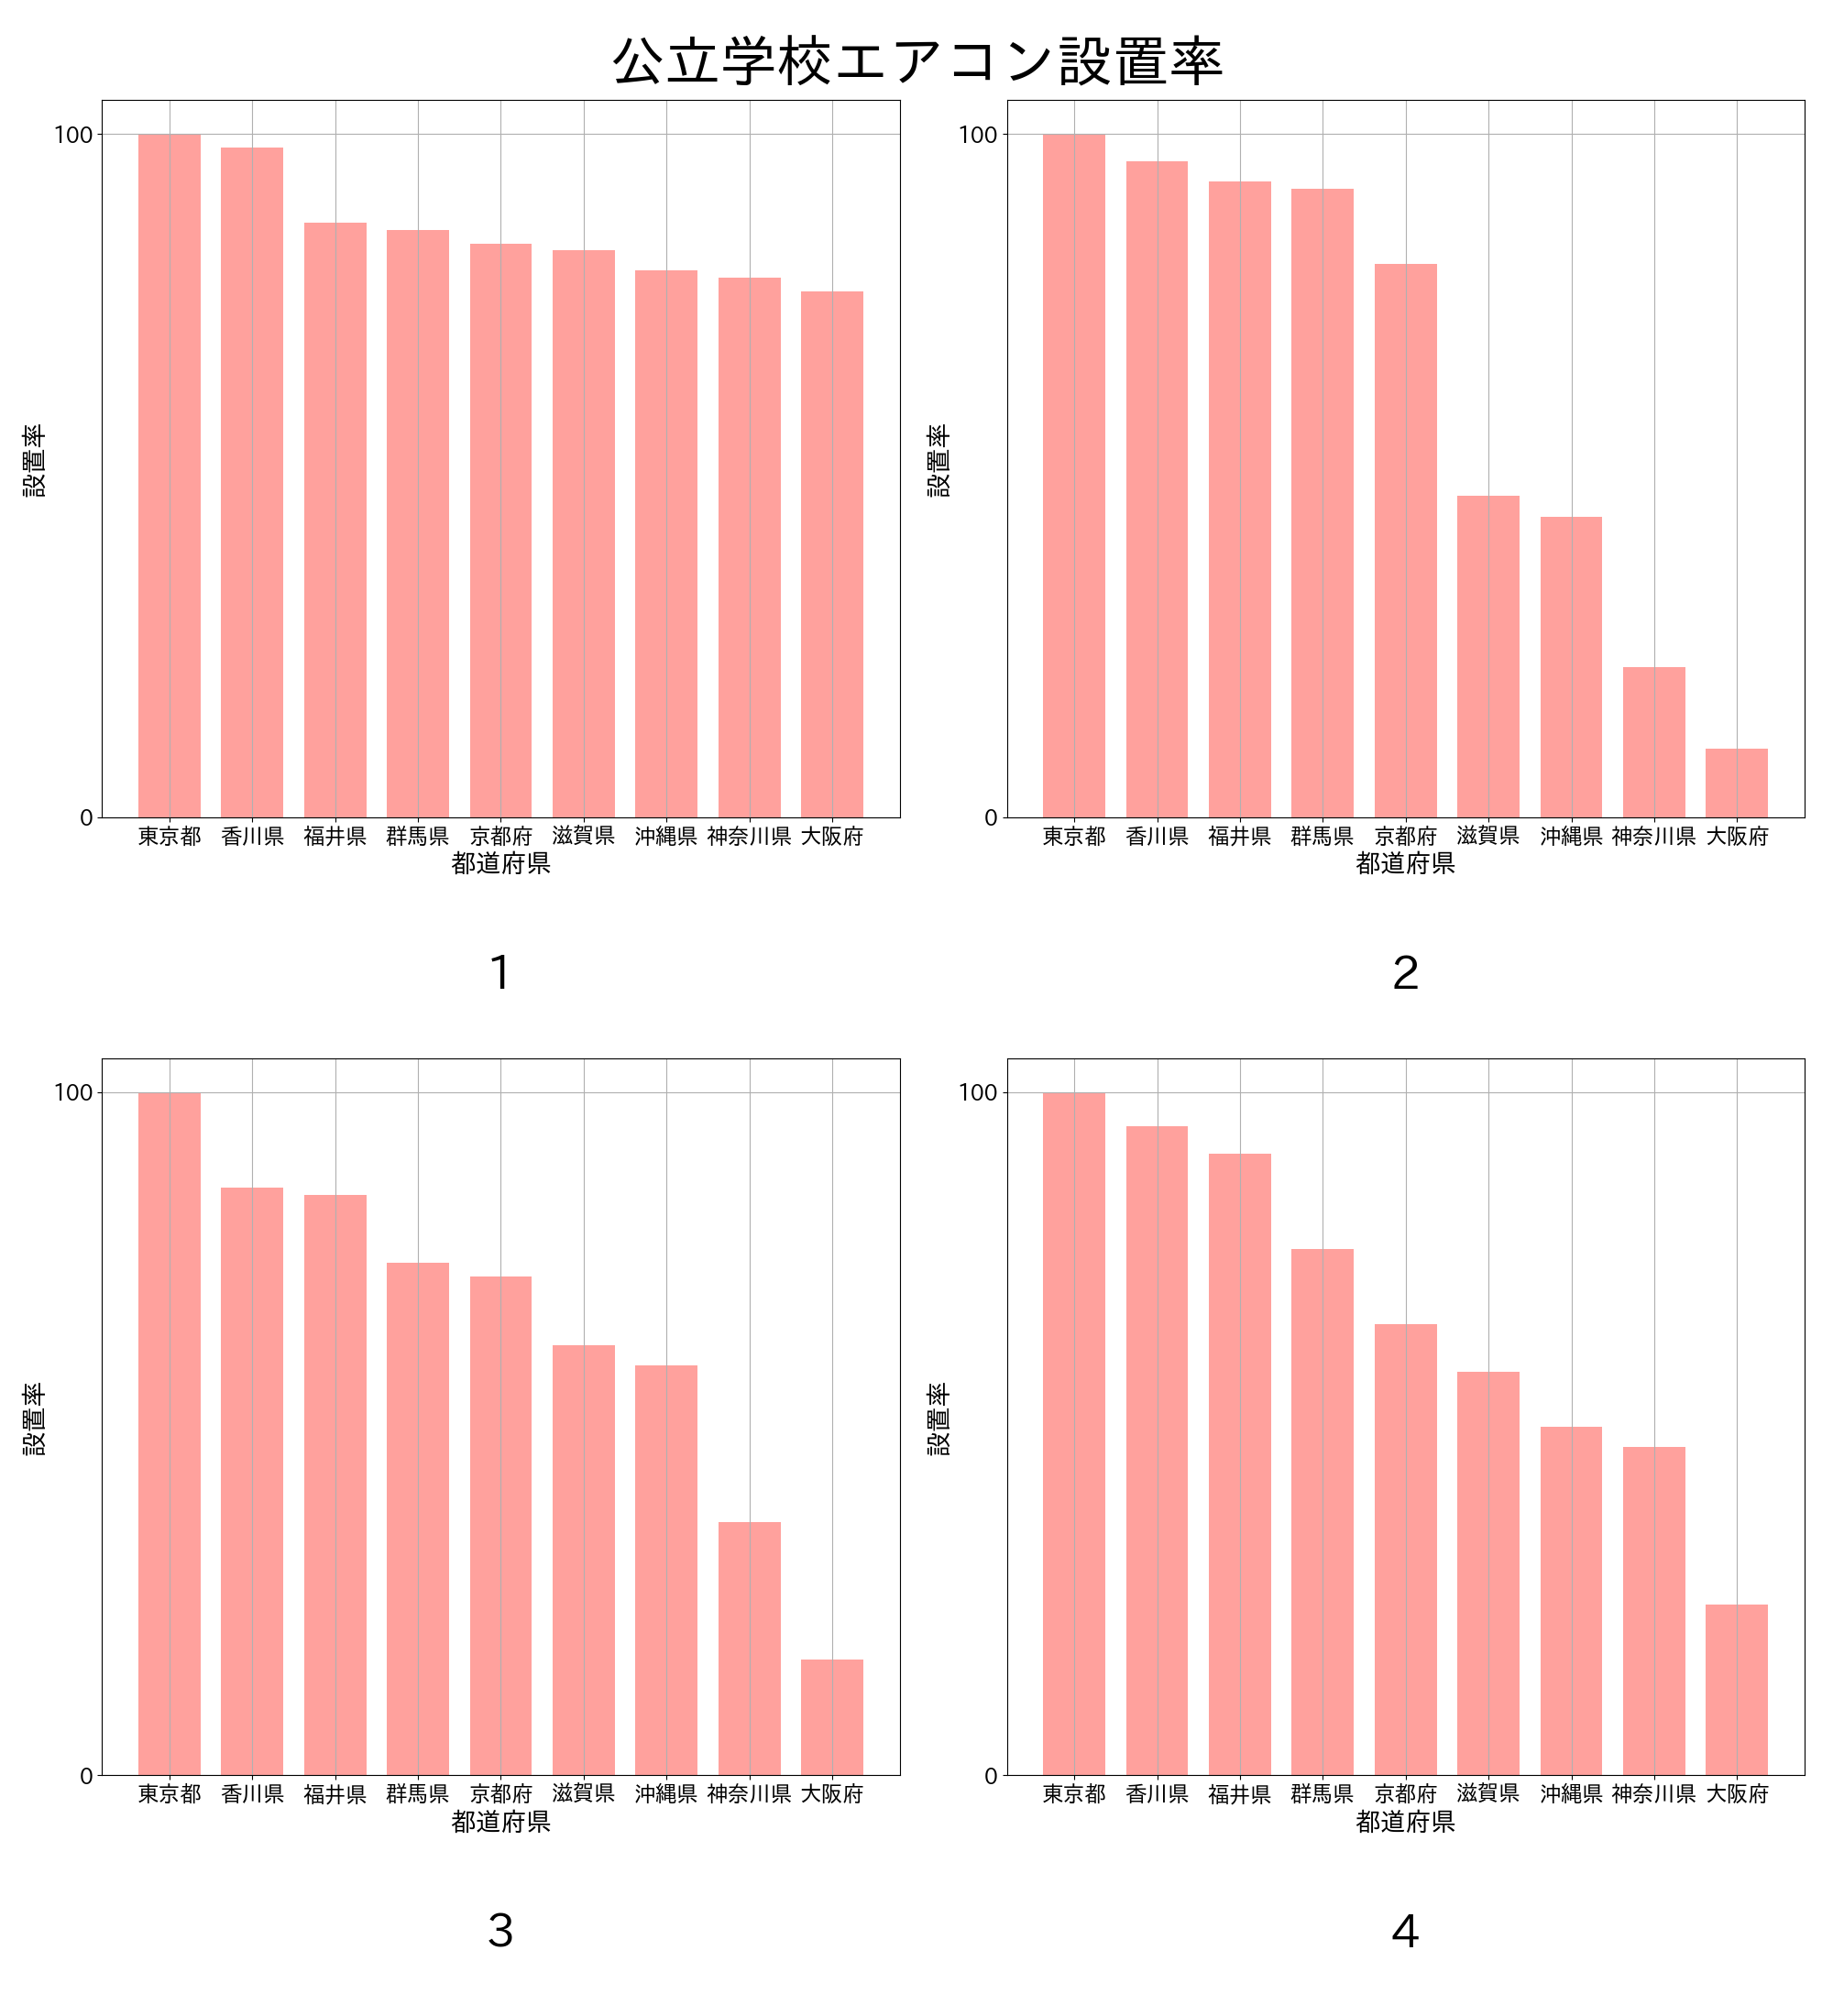 公立学校エアコン設置率
100
0
設置率
東京都 香川県 福井県 群馬県 京都府 滋賀県 沖縄県 神奈川県 大阪府
都道府県
1
100
0
設置率
東京都 香川県 福井県 群馬県 京都府 滋賀県 沖縄県 神奈川県 大阪府
都道府県
2
100
0
設置率
東京都 香川県 福井県 群馬県 京都府 滋賀県 沖縄県 神奈川県 大阪府
都道府県
3
100
0
設置率
東京都 香川県 福井県 群馬県 京都府 滋賀県 沖縄県 神奈川県 大阪府
都道府県
4